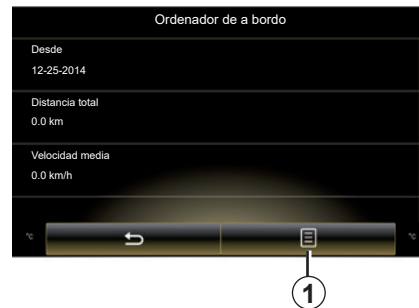 Ordenador de a bordo
Desde
12-25-2014
Distancia total
0.0 km
Velocidad media
0.0 km/h
°C
°C
1